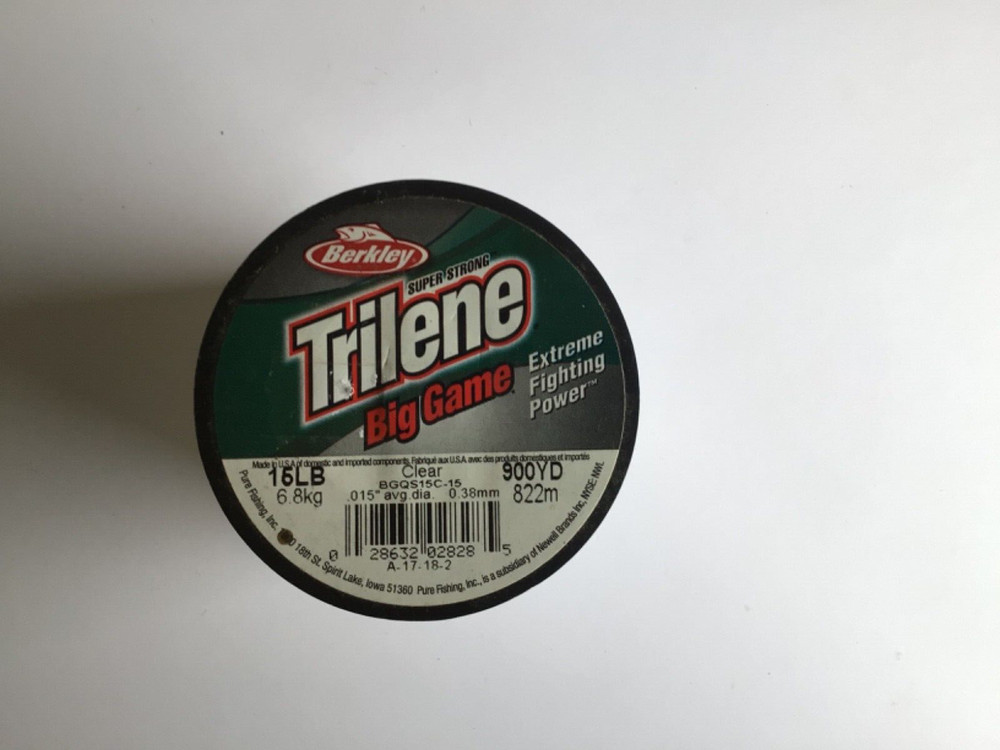 Berkley
SUPER STRONG
Trilene
Big Game
Extreme
Fighting
Power™
Made in U.S.A of domestic and imported components. Fabriqué aux U.S.A. avec des produits domestiques et importés
15LB
6.8kg
Clear
BGQS15C-15
.015" avg.dia. 0.38mm
900YD
822m
0 28632 02828 5
A-17-18-2
Pure Fishing, Inc. 18th St. Spirit Lake, Iowa 51360 Pure Fishing, Inc., is a subsidiary of Newell Brands Inc, NYSE: NWL